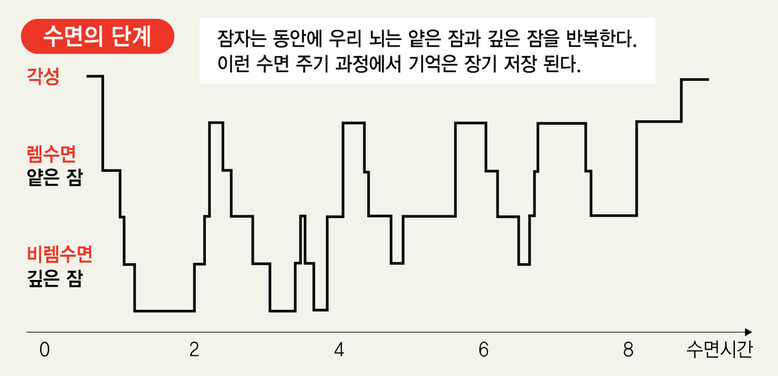 수면의 단계
잠자는 동안에 우리 뇌는 얕은 잠과 깊은 잠을 반복한다.
이런 수면 주기 과정에서 기억은 장기 저장 된다.
각성
렘수면
얕은 잠
비렘수면
깊은 잠
0 2 4 6 8 수면시간